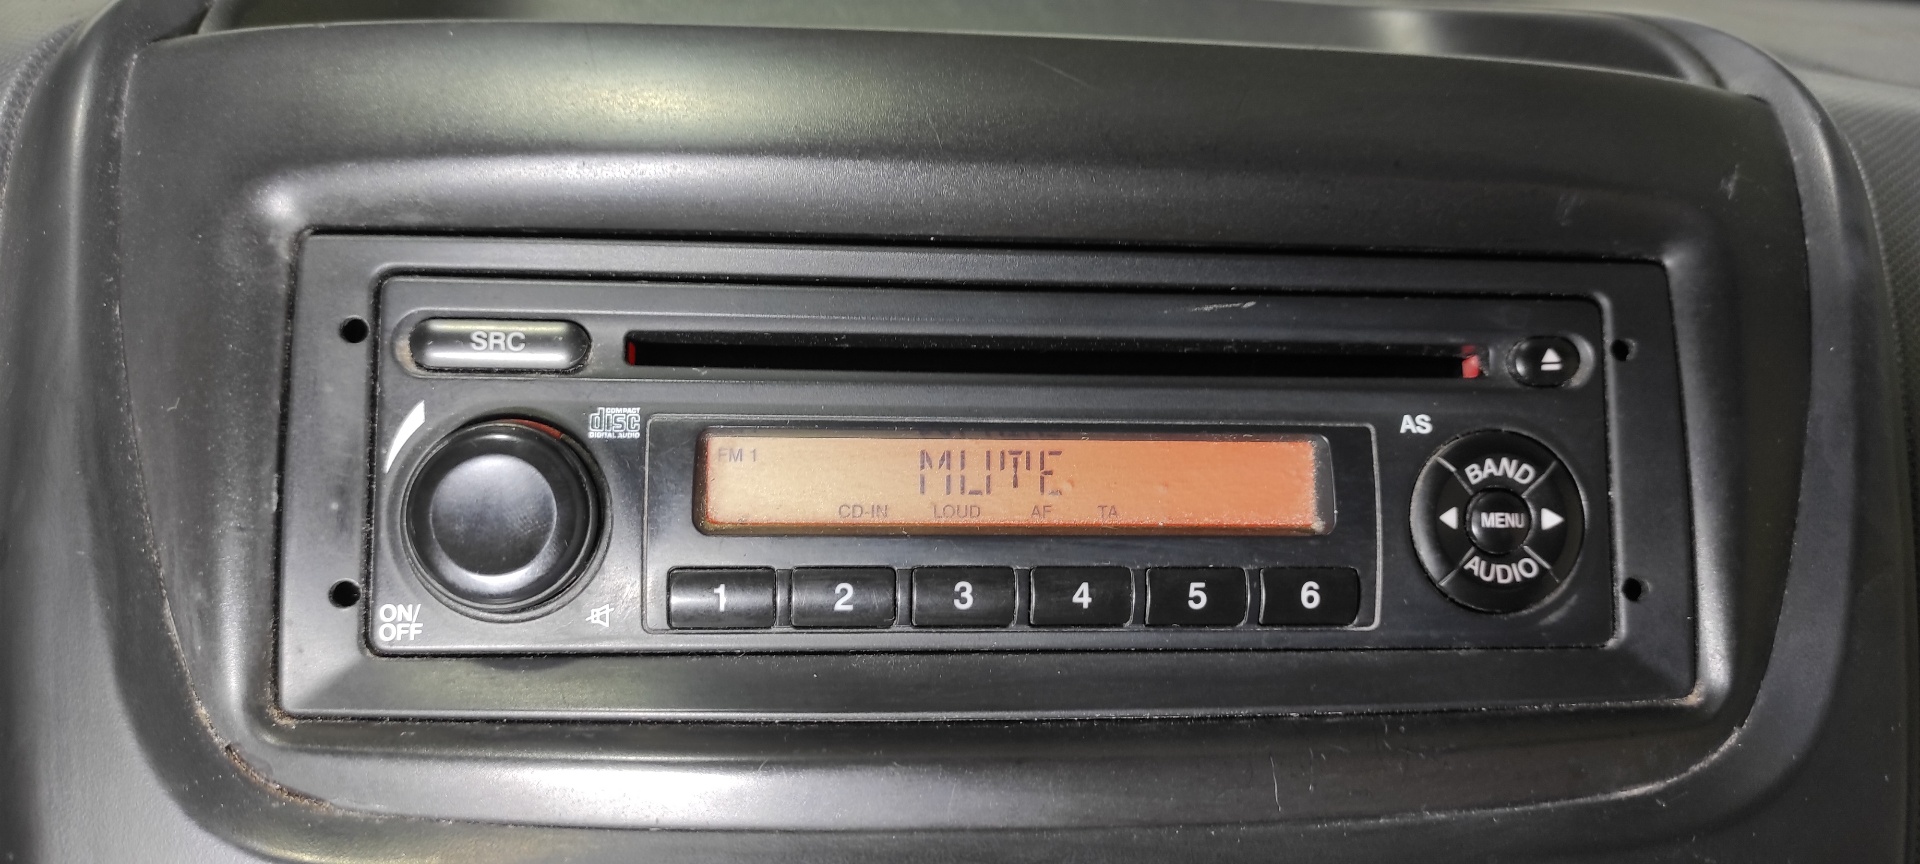 SRC
COMPACT
disc
DIGITAL AUDIO
AS
FM 1
MUTE
CD-IN LOUD AF TA
BAND
MENU
AUDIO
1 2 3 4 5 6
ON/
OFF